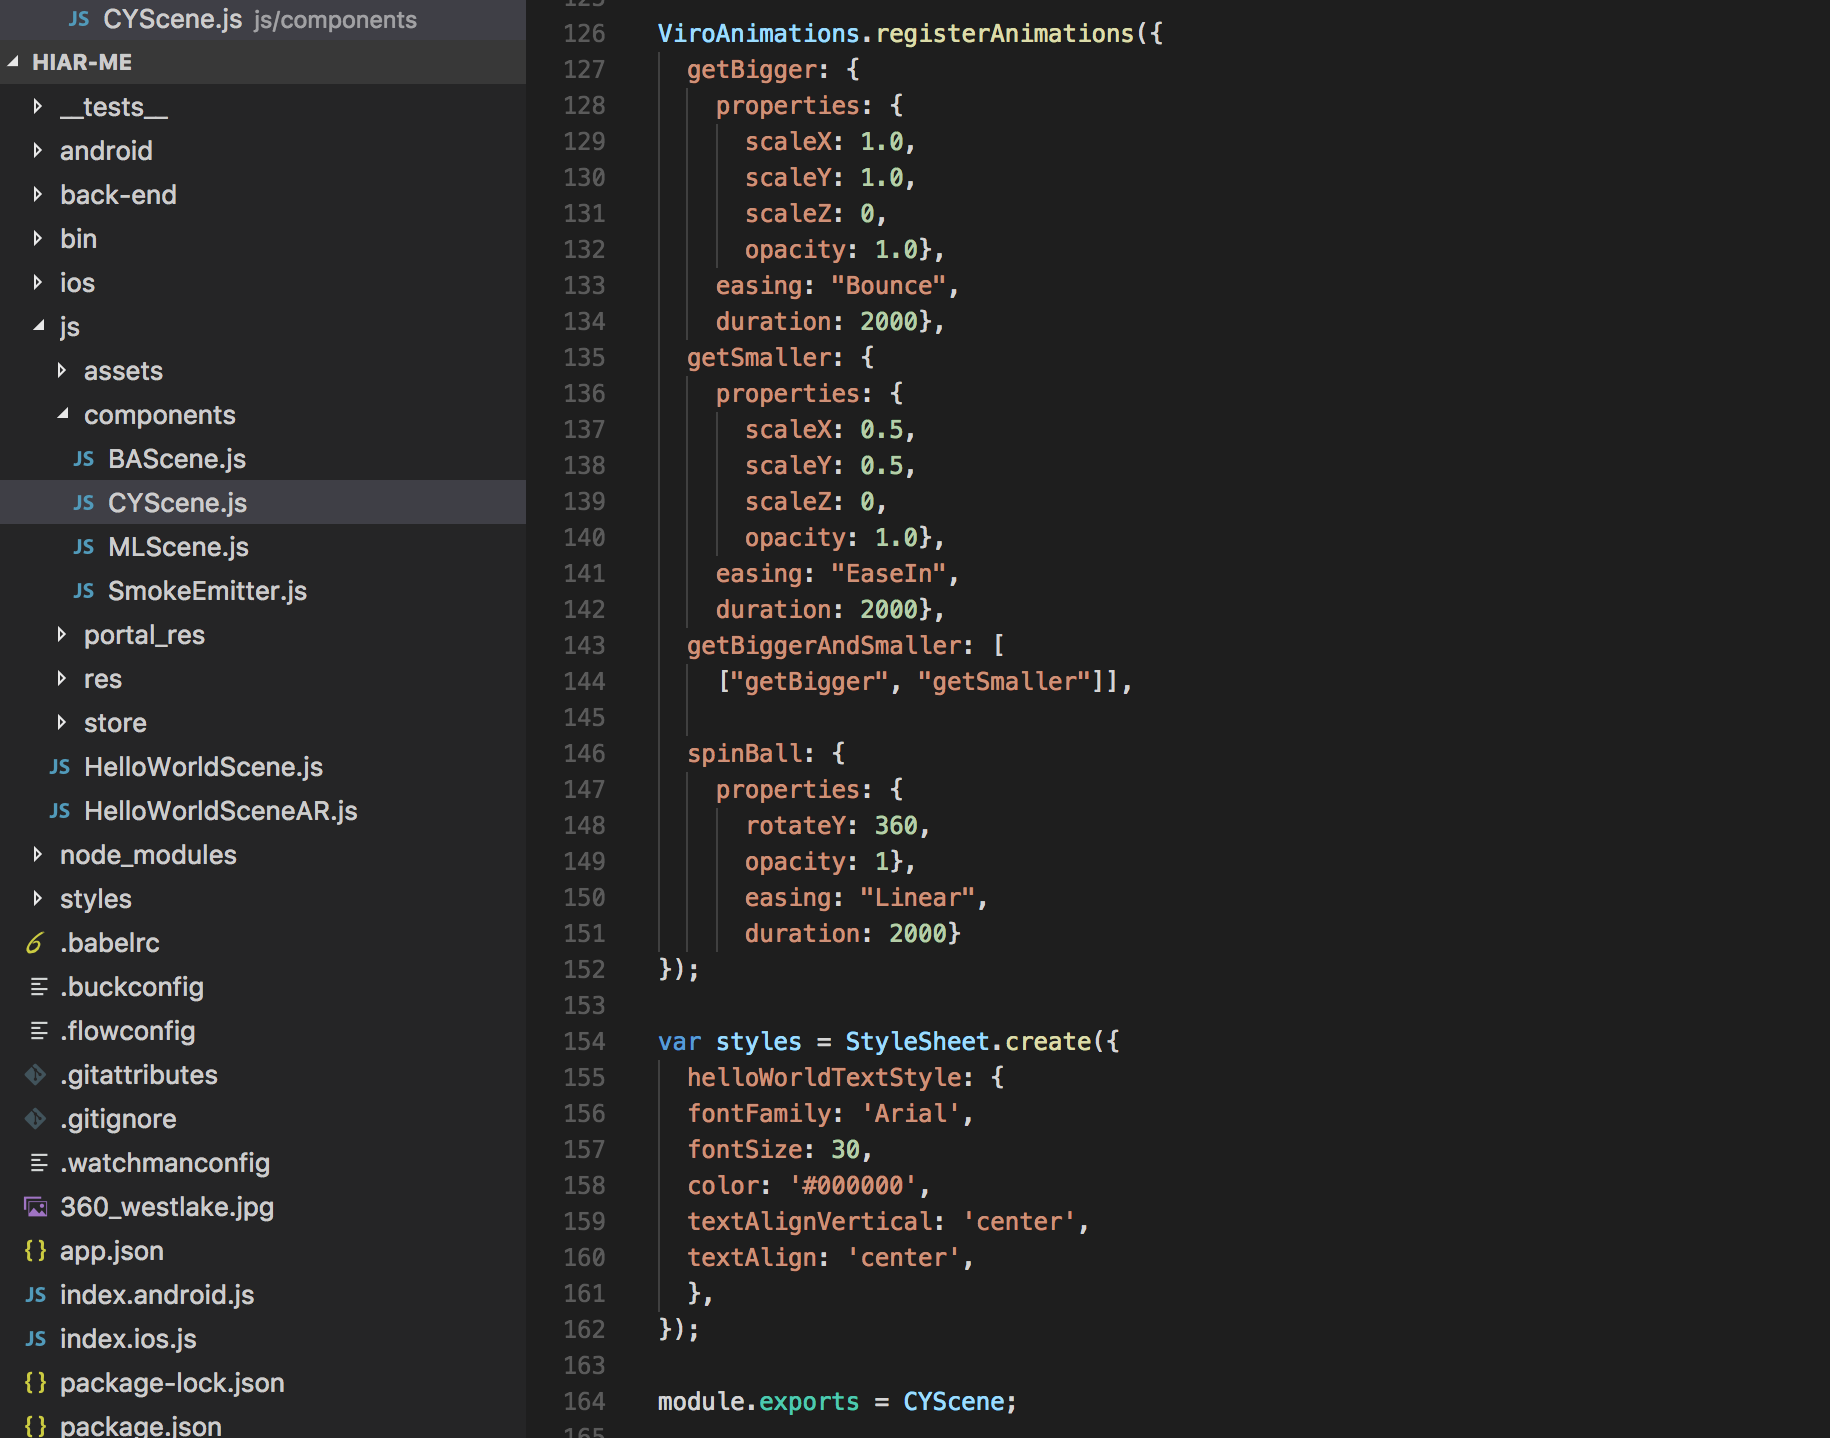 JS CYScene.js js/components
HIAR-ME
__tests__
android
back-end
bin
ios
js
assets
components
JS BAScene.js
JS CYScene.js
JS MLScene.js
JS SmokeEmitter.js
portal_res
res
store
JS HelloWorldScene.js
JS HelloWorldSceneAR.js
node_modules
styles
.babelrc
.buckconfig
.flowconfig
.gitattributes
.gitignore
.watchmanconfig
360_westlake.jpg
{} app.json
JS index.android.js
JS index.ios.js
{} package-lock.json
{} package.json
125
126 ViroAnimations.registerAnimations({
127 getBigger: {
128 properties: {
129 scaleX: 1.0,
130 scaleY: 1.0,
131 scaleZ: 0,
132 opacity: 1.0},
133 easing: "Bounce",
134 duration: 2000},
135 getSmaller: {
136 properties: {
137 scaleX: 0.5,
138 scaleY: 0.5,
139 scaleZ: 0,
140 opacity: 1.0},
141 easing: "EaseIn",
142 duration: 2000},
143 getBiggerAndSmaller: [
144 ["getBigger", "getSmaller"]],
145
146 spinBall: {
147 properties: {
148 rotateY: 360,
149 opacity: 1},
150 easing: "Linear",
151 duration: 2000}
152 });
153
154 var styles = StyleSheet.create({
155 helloWorldTextStyle: {
156 fontFamily: 'Arial',
157 fontSize: 30,
158 color: '#000000',
159 textAlignVertical: 'center',
160 textAlign: 'center',
161 },
162 });
163
164 module.exports = CYScene;
165